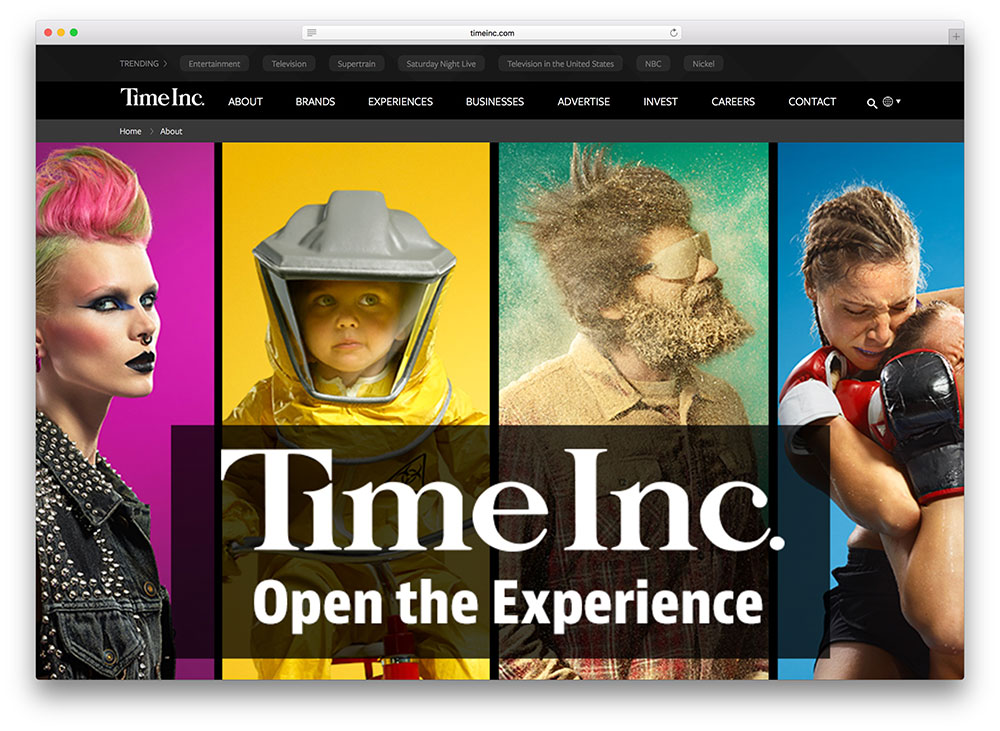 timeinc.com
TRENDING Entertainment Television Supertrain Saturday Night Live Television in the United States NBC Nickel
Time Inc. ABOUT BRANDS EXPERIENCES BUSINESSES ADVERTISE INVEST CAREERS CONTACT
Home About
Time Inc.
Open the Experience